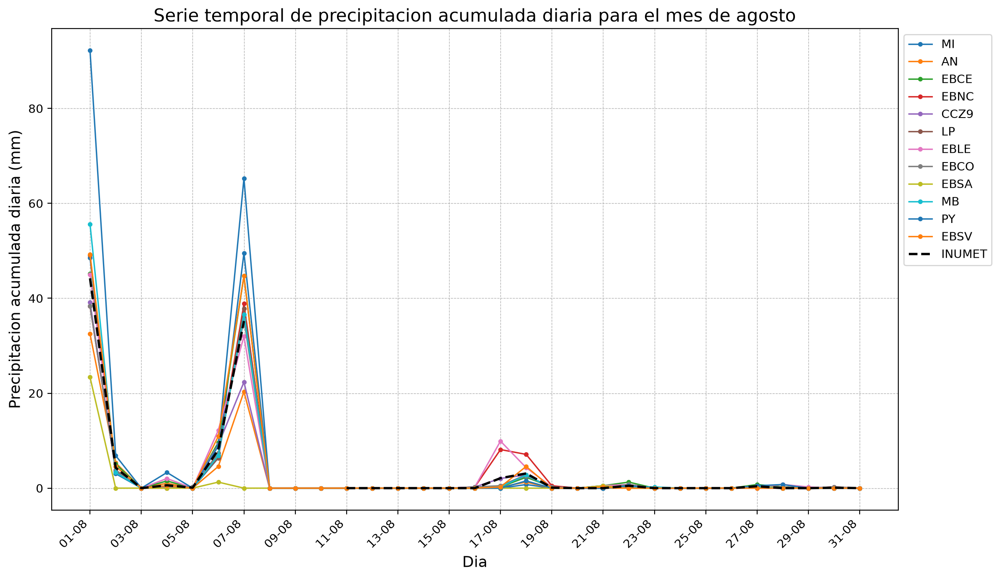 Serie temporal de precipitacion acumulada diaria para el mes de agosto
Precipitacion acumulada diaria (mm)
80
60
40
20
0
01-08
03-08
05-08
07-08
09-08
11-08
13-08
15-08
17-08
19-08
21-08
23-08
25-08
27-08
29-08
31-08
Dia
MI
AN
EBCE
EBNC
CCZ9
LP
EBLE
EBCO
EBSA
MB
PY
EBSV
INUMET